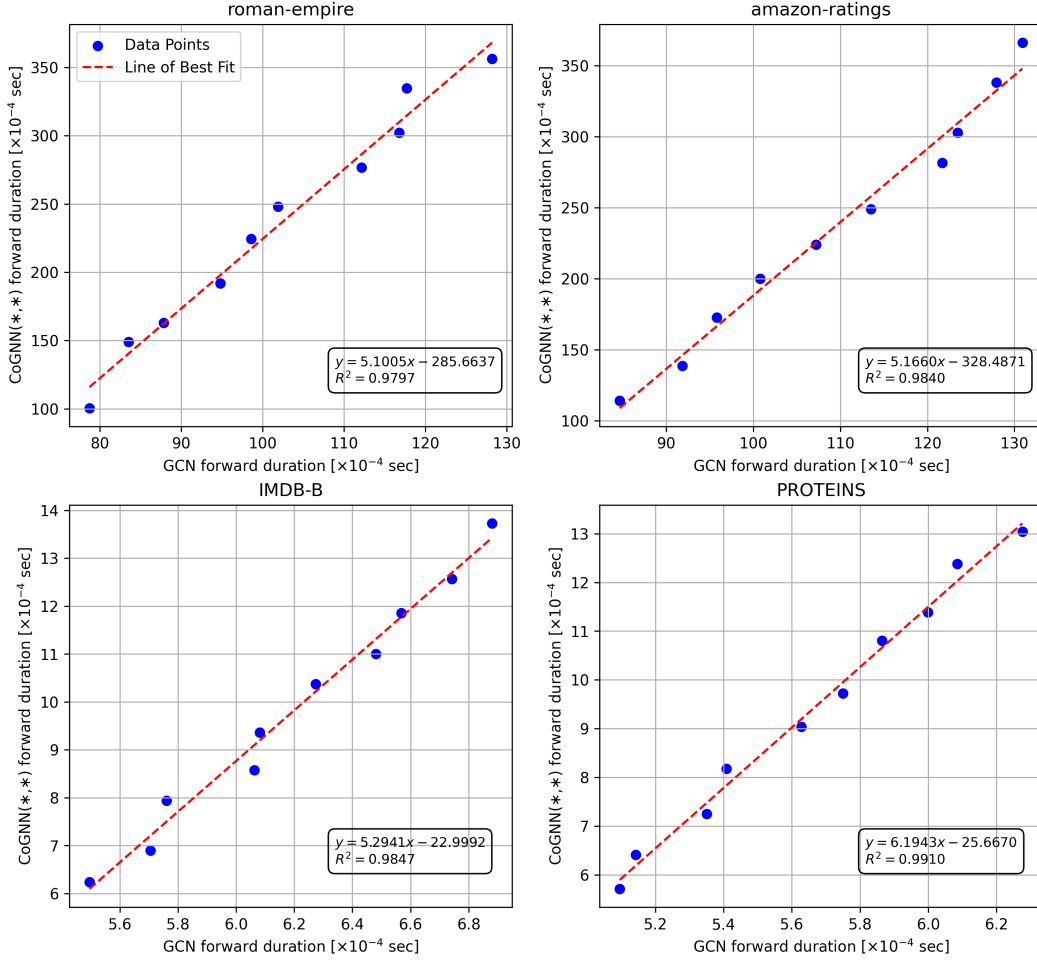 roman-empire
Data Points
Line of Best Fit
350
300
250
200
150
100
80
90
100
110
120
130
CoGNN(∗,∗) forward duration [×10⁻⁴ sec]
GCN forward duration [×10⁻⁴ sec]
y = 5.1005x − 285.6637
R² = 0.9797
amazon-ratings
350
300
250
200
150
100
90
100
110
120
130
CoGNN(∗,∗) forward duration [×10⁻⁴ sec]
GCN forward duration [×10⁻⁴ sec]
y = 5.1660x − 328.4871
R² = 0.9840
IMDB-B
14
13
12
11
10
9
8
7
6
5.6
5.8
6.0
6.2
6.4
6.6
6.8
CoGNN(∗,∗) forward duration [×10⁻⁴ sec]
GCN forward duration [×10⁻⁴ sec]
y = 5.2941x − 22.9992
R² = 0.9847
PROTEINS
13
12
11
10
9
8
7
6
5.2
5.4
5.6
5.8
6.0
6.2
CoGNN(∗,∗) forward duration [×10⁻⁴ sec]
GCN forward duration [×10⁻⁴ sec]
y = 6.1943x − 25.6670
R² = 0.9910